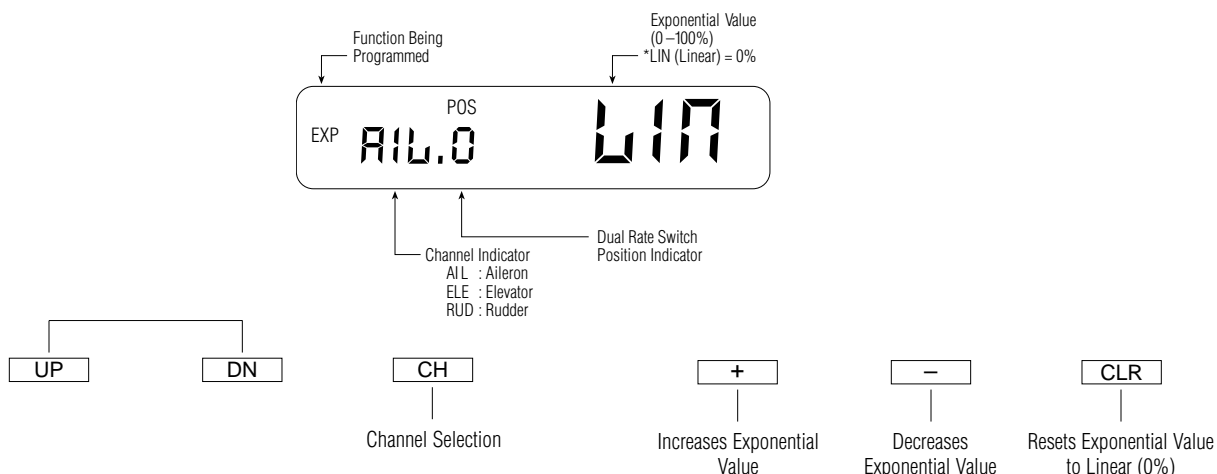 Function Being
Programmed
Exponential Value
(0–100%)
*LIN (Linear) = 0%
POS
EXP
AIL.0
LIN
Channel Indicator
AIL : Aileron
ELE : Elevator
RUD : Rudder
Dual Rate Switch
Position Indicator
UP
DN
CH
+
–
CLR
Channel Selection
Increases Exponential
Value
Decreases
Exponential Value
Resets Exponential Value
to Linear (0%)